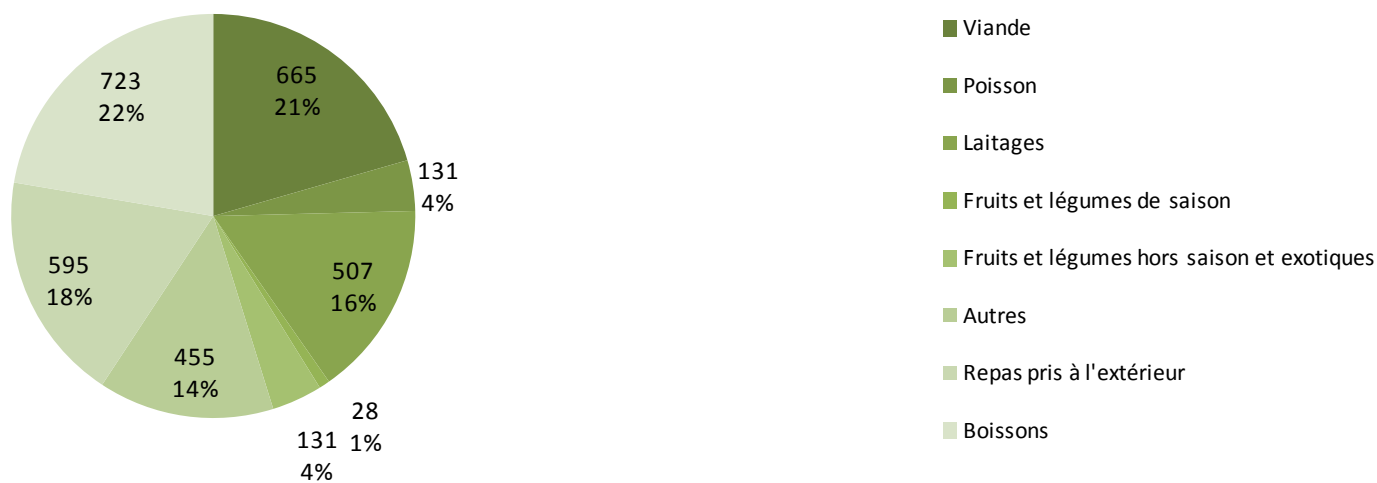 665
21%
131
4%
507
16%
28
1%
131
4%
455
14%
595
18%
723
22%
Viande
Poisson
Laitages
Fruits et légumes de saison
Fruits et légumes hors saison et exotiques
Autres
Repas pris à l'extérieur
Boissons